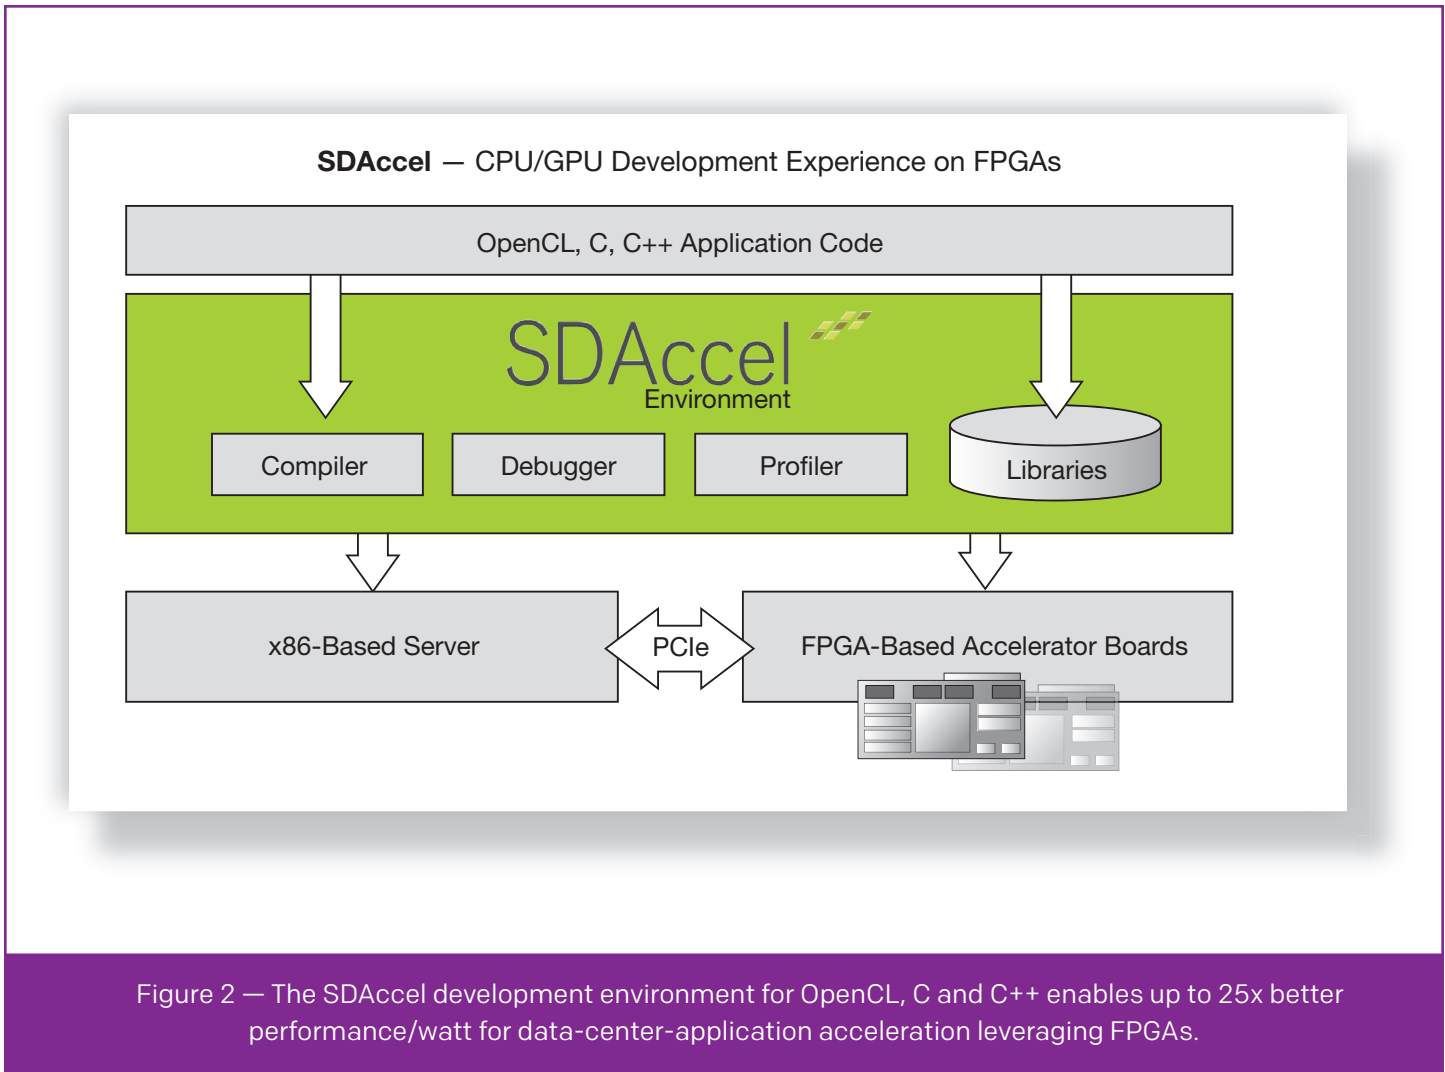 SDAccel — CPU/GPU Development Experience on FPGAs
OpenCL, C, C++ Application Code
SDAccel
Environment
Compiler
Debugger
Profiler
Libraries
x86-Based Server
PCIe
FPGA-Based Accelerator Boards
Figure 2 — The SDAccel development environment for OpenCL, C and C++ enables up to 25x better
performance/watt for data-center-application acceleration leveraging FPGAs.